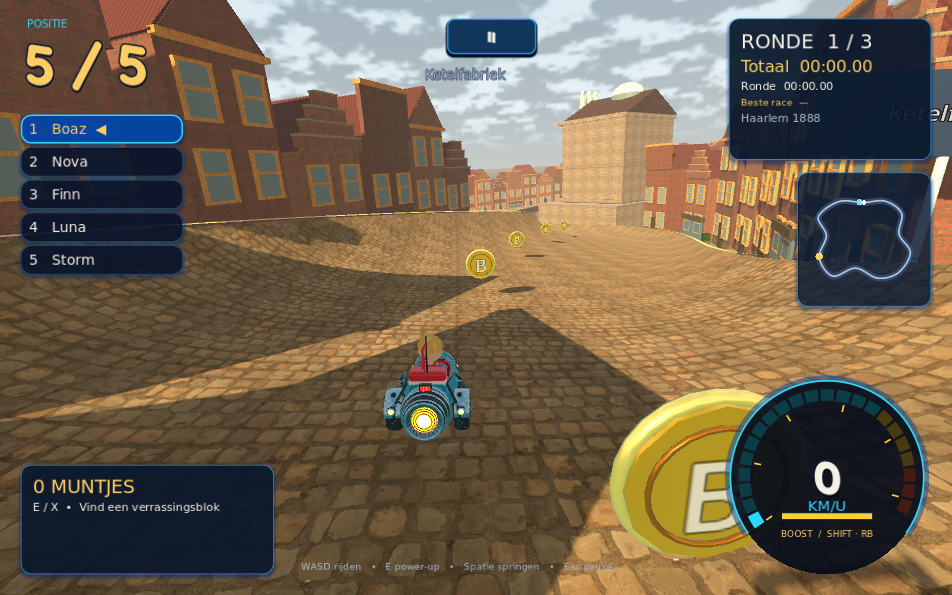 POSITIE
5 / 5
1 Boaz ◀
2 Nova
3 Finn
4 Luna
5 Storm
Ketelfabriek
RONDE 1 / 3
Totaal 00:00.00
Ronde 00:00.00
Beste race —
Haarlem 1888
B
B
0 MUNTJES
E / X • Vind een verrassingsblok
0
KM/U
BOOST / SHIFT · RB
WASD rijden • E power-up • Spatie springen • Esc pauze